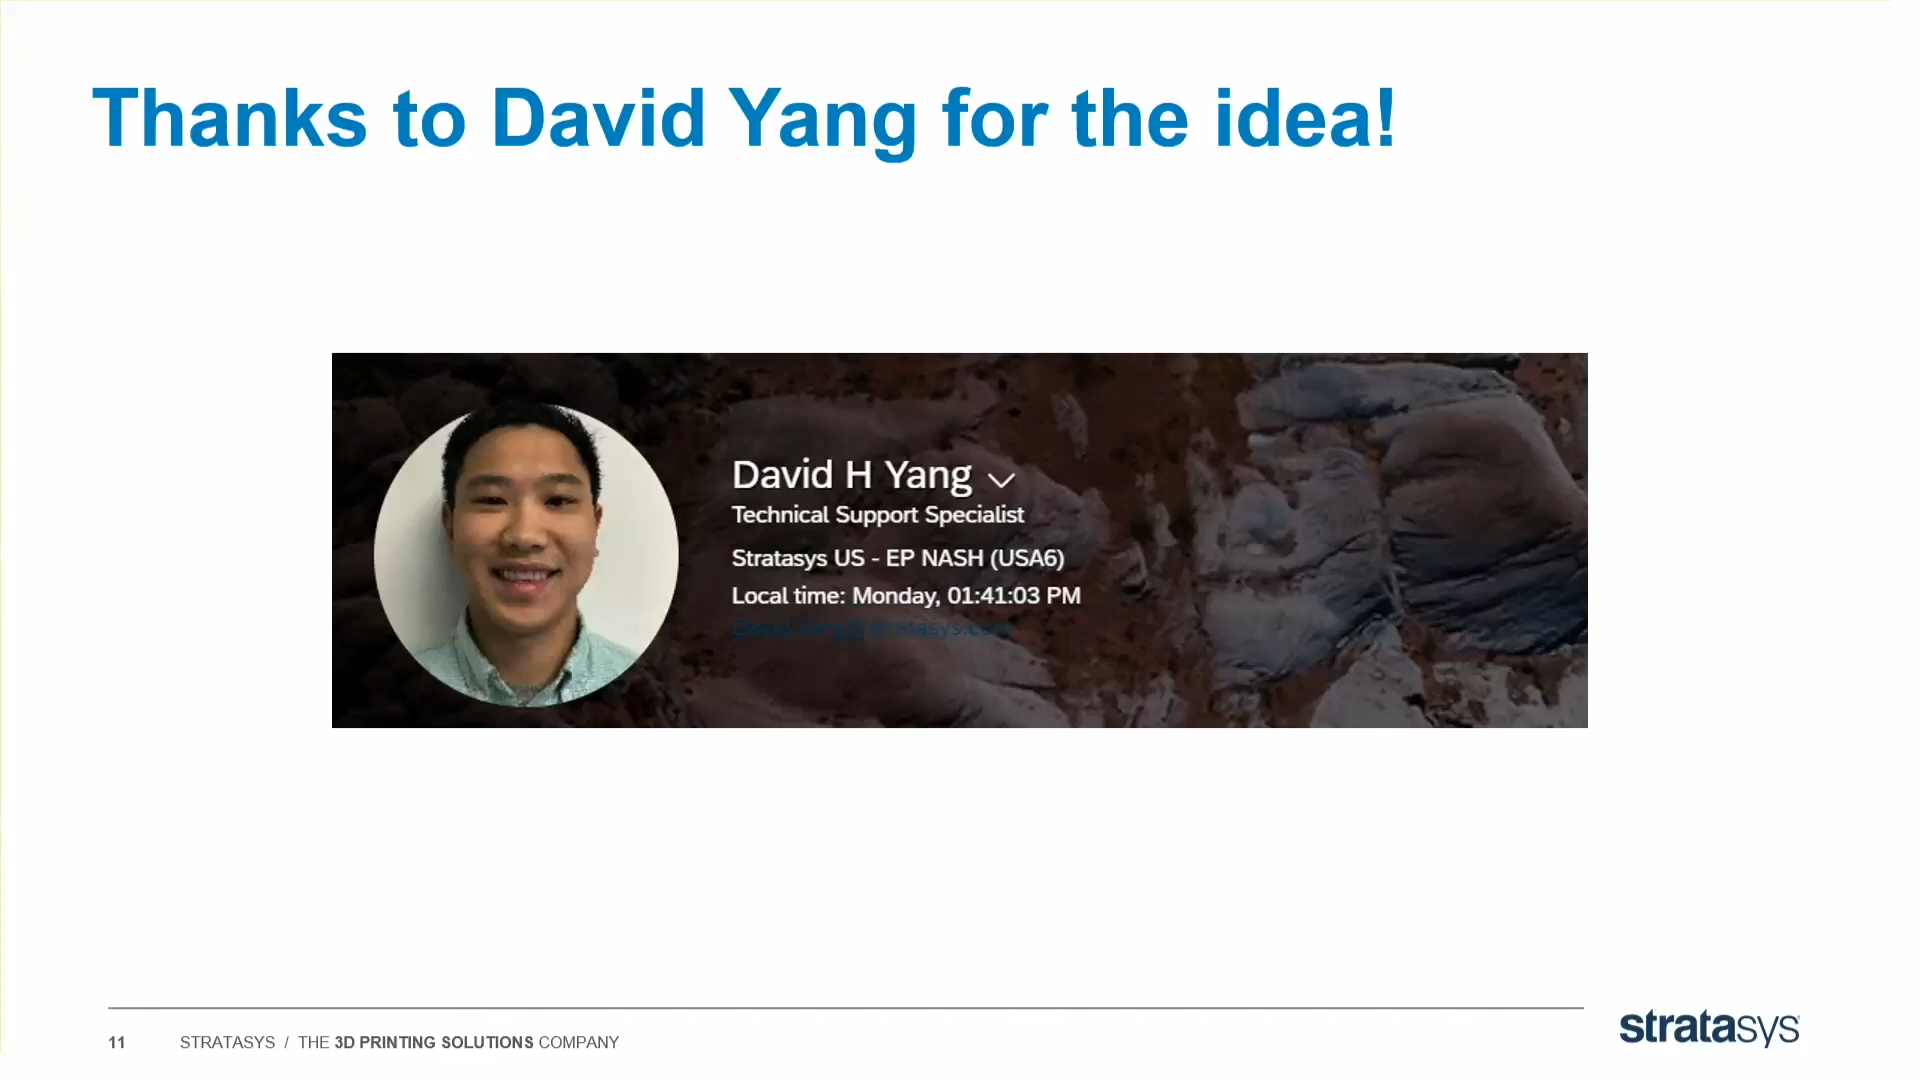 Thanks to David Yang for the idea!
David H Yang
Technical Support Specialist
Stratasys US - EP NASH (USA6)
Local time: Monday, 01:41:03 PM
11 STRATASYS / THE 3D PRINTING SOLUTIONS COMPANY
stratasys